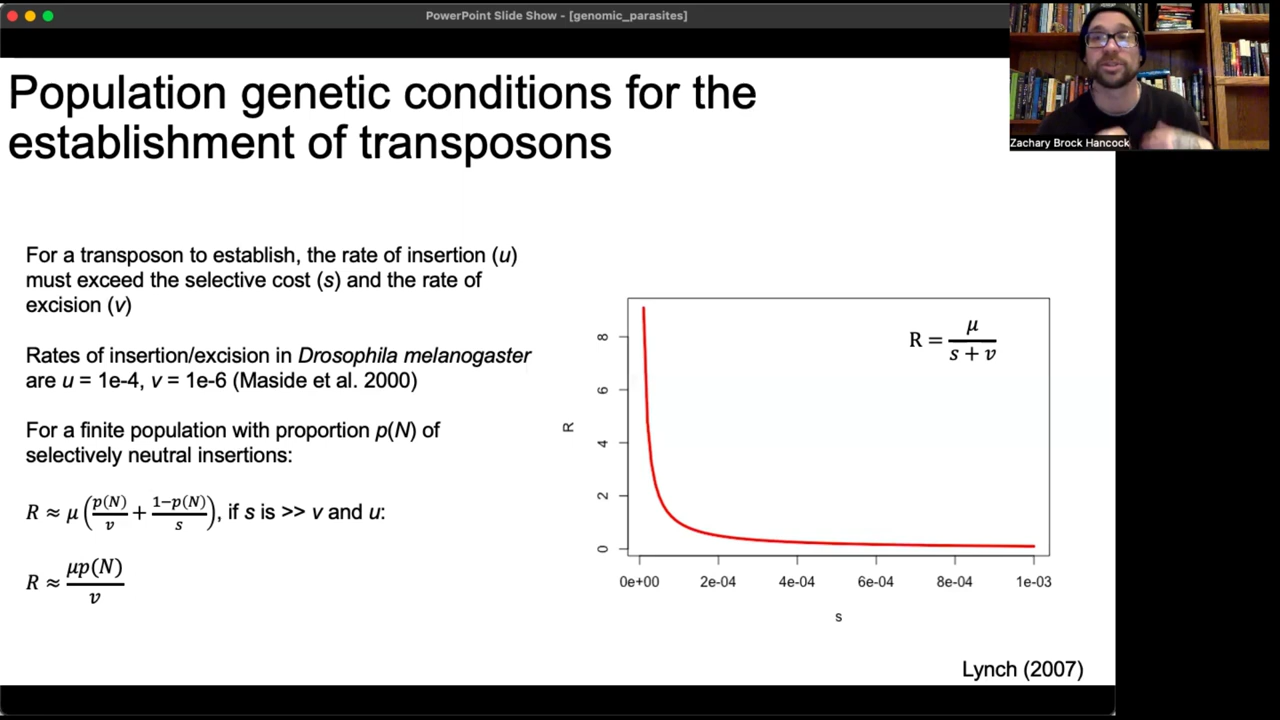 PowerPoint Slide Show - [genomic_parasites]
Zachary Brock Hancock
Population genetic conditions for the
establishment of transposons
For a transposon to establish, the rate of insertion (u)
must exceed the selective cost (s) and the rate of
excision (v)
Rates of insertion/excision in Drosophila melanogaster
are u = 1e-4, v = 1e-6 (Maside et al. 2000)
For a finite population with proportion p(N) of
selectively neutral insertions:
R ≈ μ(p(N)/v + 1−p(N)/s), if s is >> v and u:
R ≈ μp(N)/v
R = μ/s + v
8
6
4
2
0
R
0e+00 2e-04 4e-04 6e-04 8e-04 1e-03
s
Lynch (2007)